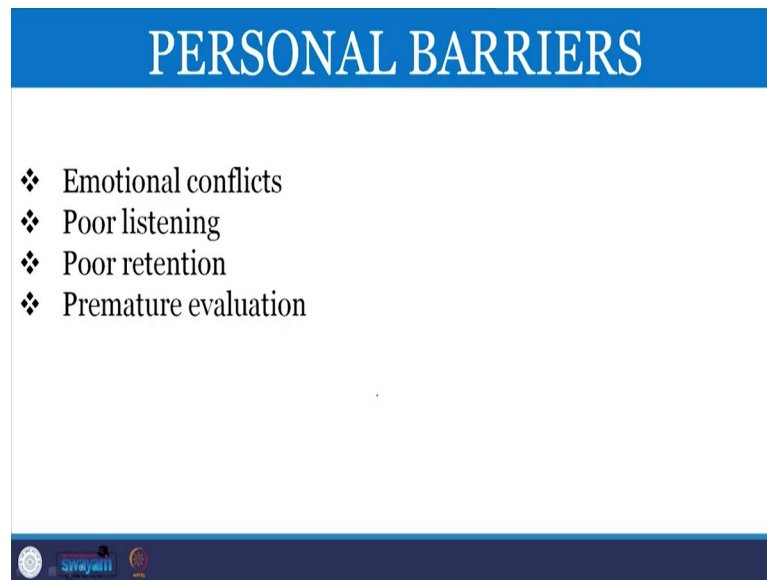 PERSONAL BARRIERS
❖ Emotional conflicts
❖ Poor listening
❖ Poor retention
❖ Premature evaluation
swayam